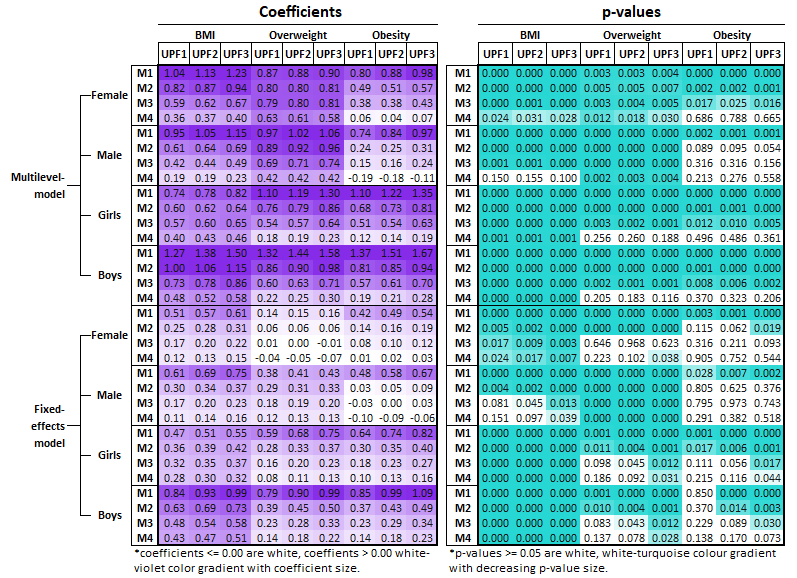 Coefficients p-values
BMI Overweight Obesity BMI Overweight Obesity
UPF1 UPF2 UPF3 UPF1 UPF2 UPF3 UPF1 UPF2 UPF3 UPF1 UPF2 UPF3 UPF1 UPF2 UPF3 UPF1 UPF2 UPF3
Multilevel-
model
Female
M1 1.04 1.13 1.23 0.87 0.88 0.90 0.80 0.88 0.98 M1 0.000 0.000 0.000 0.003 0.003 0.004 0.000 0.000 0.000
M2 0.82 0.87 0.94 0.80 0.80 0.81 0.49 0.51 0.57 M2 0.000 0.000 0.000 0.005 0.005 0.007 0.002 0.002 0.001
M3 0.59 0.62 0.67 0.79 0.80 0.81 0.38 0.38 0.43 M3 0.000 0.001 0.000 0.003 0.004 0.005 0.017 0.025 0.016
M4 0.36 0.37 0.40 0.63 0.61 0.58 0.06 0.04 0.07 M4 0.024 0.031 0.028 0.012 0.018 0.030 0.686 0.788 0.665
Male
M1 0.95 1.05 1.15 0.97 1.02 1.06 0.74 0.84 0.97 M1 0.000 0.000 0.000 0.000 0.000 0.000 0.002 0.001 0.001
M2 0.61 0.64 0.69 0.89 0.92 0.96 0.24 0.25 0.31 M2 0.000 0.000 0.000 0.000 0.000 0.000 0.089 0.095 0.054
M3 0.42 0.44 0.49 0.69 0.71 0.74 0.15 0.16 0.24 M3 0.001 0.001 0.000 0.000 0.000 0.000 0.316 0.316 0.156
M4 0.19 0.19 0.23 0.42 0.42 0.42 -0.19 -0.18 -0.11 M4 0.150 0.155 0.100 0.002 0.003 0.004 0.213 0.276 0.558
Girls
M1 0.74 0.78 0.82 1.10 1.19 1.30 1.10 1.22 1.35 M1 0.000 0.000 0.000 0.000 0.000 0.000 0.000 0.000 0.000
M2 0.60 0.62 0.64 0.76 0.79 0.86 0.68 0.73 0.81 M2 0.000 0.000 0.000 0.000 0.000 0.000 0.001 0.001 0.000
M3 0.57 0.60 0.65 0.54 0.57 0.64 0.51 0.54 0.63 M3 0.000 0.000 0.000 0.003 0.002 0.001 0.012 0.010 0.005
M4 0.40 0.43 0.46 0.18 0.19 0.23 0.12 0.14 0.19 M4 0.001 0.001 0.001 0.256 0.260 0.188 0.496 0.486 0.361
Boys
M1 1.27 1.38 1.50 1.32 1.44 1.58 1.37 1.51 1.67 M1 0.000 0.000 0.000 0.000 0.000 0.000 0.000 0.000 0.000
M2 1.00 1.06 1.15 0.86 0.90 0.98 0.81 0.85 0.94 M2 0.000 0.000 0.000 0.000 0.000 0.000 0.001 0.000 0.000
M3 0.73 0.78 0.86 0.60 0.63 0.71 0.57 0.61 0.70 M3 0.000 0.000 0.000 0.002 0.001 0.001 0.008 0.006 0.002
M4 0.48 0.52 0.58 0.22 0.25 0.30 0.19 0.21 0.28 M4 0.000 0.000 0.000 0.205 0.183 0.116 0.370 0.323 0.206
Fixed-
effects
model
Female
M1 0.51 0.57 0.61 0.14 0.15 0.16 0.42 0.49 0.54 M1 0.000 0.000 0.000 0.000 0.000 0.000 0.003 0.001 0.000
M2 0.25 0.28 0.31 0.06 0.06 0.06 0.14 0.16 0.19 M2 0.005 0.002 0.000 0.000 0.000 0.000 0.115 0.062 0.019
M3 0.17 0.20 0.22 0.01 0.00 -0.01 0.08 0.10 0.12 M3 0.017 0.009 0.003 0.646 0.968 0.623 0.316 0.211 0.093
M4 0.12 0.13 0.15 -0.04 -0.05 -0.07 0.01 0.02 0.03 M4 0.024 0.017 0.007 0.223 0.102 0.038 0.905 0.752 0.544
Male
M1 0.61 0.69 0.75 0.38 0.41 0.43 0.48 0.58 0.67 M1 0.000 0.000 0.000 0.000 0.000 0.000 0.028 0.007 0.002
M2 0.30 0.34 0.37 0.29 0.31 0.33 0.03 0.05 0.09 M2 0.004 0.002 0.000 0.000 0.000 0.000 0.805 0.625 0.376
M3 0.17 0.20 0.23 0.18 0.19 0.20 -0.03 0.00 0.03 M3 0.081 0.045 0.013 0.000 0.000 0.000 0.795 0.973 0.743
M4 0.11 0.14 0.16 0.12 0.13 0.13 -0.10 -0.09 -0.06 M4 0.151 0.097 0.039 0.000 0.000 0.000 0.291 0.382 0.518
Girls
M1 0.47 0.51 0.55 0.59 0.68 0.75 0.64 0.74 0.82 M1 0.000 0.000 0.000 0.001 0.000 0.000 0.001 0.000 0.000
M2 0.36 0.39 0.42 0.28 0.33 0.37 0.30 0.35 0.40 M2 0.000 0.000 0.000 0.011 0.004 0.001 0.017 0.006 0.001
M3 0.32 0.35 0.37 0.16 0.20 0.23 0.18 0.23 0.27 M3 0.000 0.000 0.000 0.098 0.045 0.012 0.111 0.056 0.017
M4 0.28 0.30 0.32 0.08 0.11 0.13 0.10 0.13 0.16 M4 0.000 0.000 0.000 0.186 0.092 0.031 0.215 0.116 0.044
Boys
M1 0.84 0.93 0.99 0.79 0.90 0.99 0.85 0.99 1.09 M1 0.000 0.000 0.000 0.001 0.000 0.000 0.850 0.000 0.000
M2 0.63 0.69 0.73 0.39 0.45 0.50 0.37 0.43 0.49 M2 0.000 0.000 0.000 0.010 0.004 0.001 0.370 0.014 0.003
M3 0.48 0.54 0.58 0.23 0.28 0.33 0.23 0.29 0.34 M3 0.000 0.000 0.000 0.083 0.043 0.012 0.229 0.089 0.030
M4 0.43 0.47 0.51 0.14 0.18 0.22 0.14 0.18 0.23 M4 0.000 0.000 0.000 0.137 0.078 0.028 0.138 0.170 0.073
*coefficients <= 0.00 are white, coeffients > 0.00 white-
violet color gradient with coefficient size.
*p-values >= 0.05 are white, white-turquoise colour gradient
with decreasing p-value size.